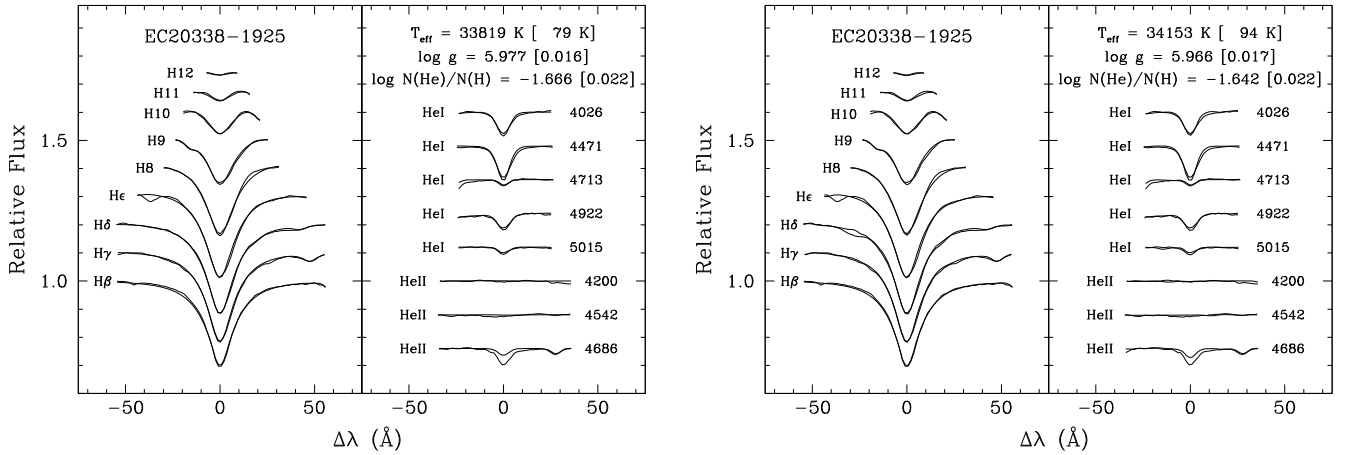 EC20338−1925
H12
H11
H10
H9
H8
Hϵ
Hδ
Hγ
Hβ
1.5
1.0
Relative Flux
−50 0 50
T_eff = 33819 K [ 79 K]
log g = 5.977 [0.016]
log N(He)/N(H) = −1.666 [0.022]
HeI 4026
HeI 4471
HeI 4713
HeI 4922
HeI 5015
HeII 4200
HeII 4542
HeII 4686
−50 0 50
Δλ (Å)
EC20338−1925
H12
H11
H10
H9
H8
Hϵ
Hδ
Hγ
Hβ
1.5
1.0
Relative Flux
−50 0 50
T_eff = 34153 K [ 94 K]
log g = 5.966 [0.017]
log N(He)/N(H) = −1.642 [0.022]
HeI 4026
HeI 4471
HeI 4713
HeI 4922
HeI 5015
HeII 4200
HeII 4542
HeII 4686
−50 0 50
Δλ (Å)